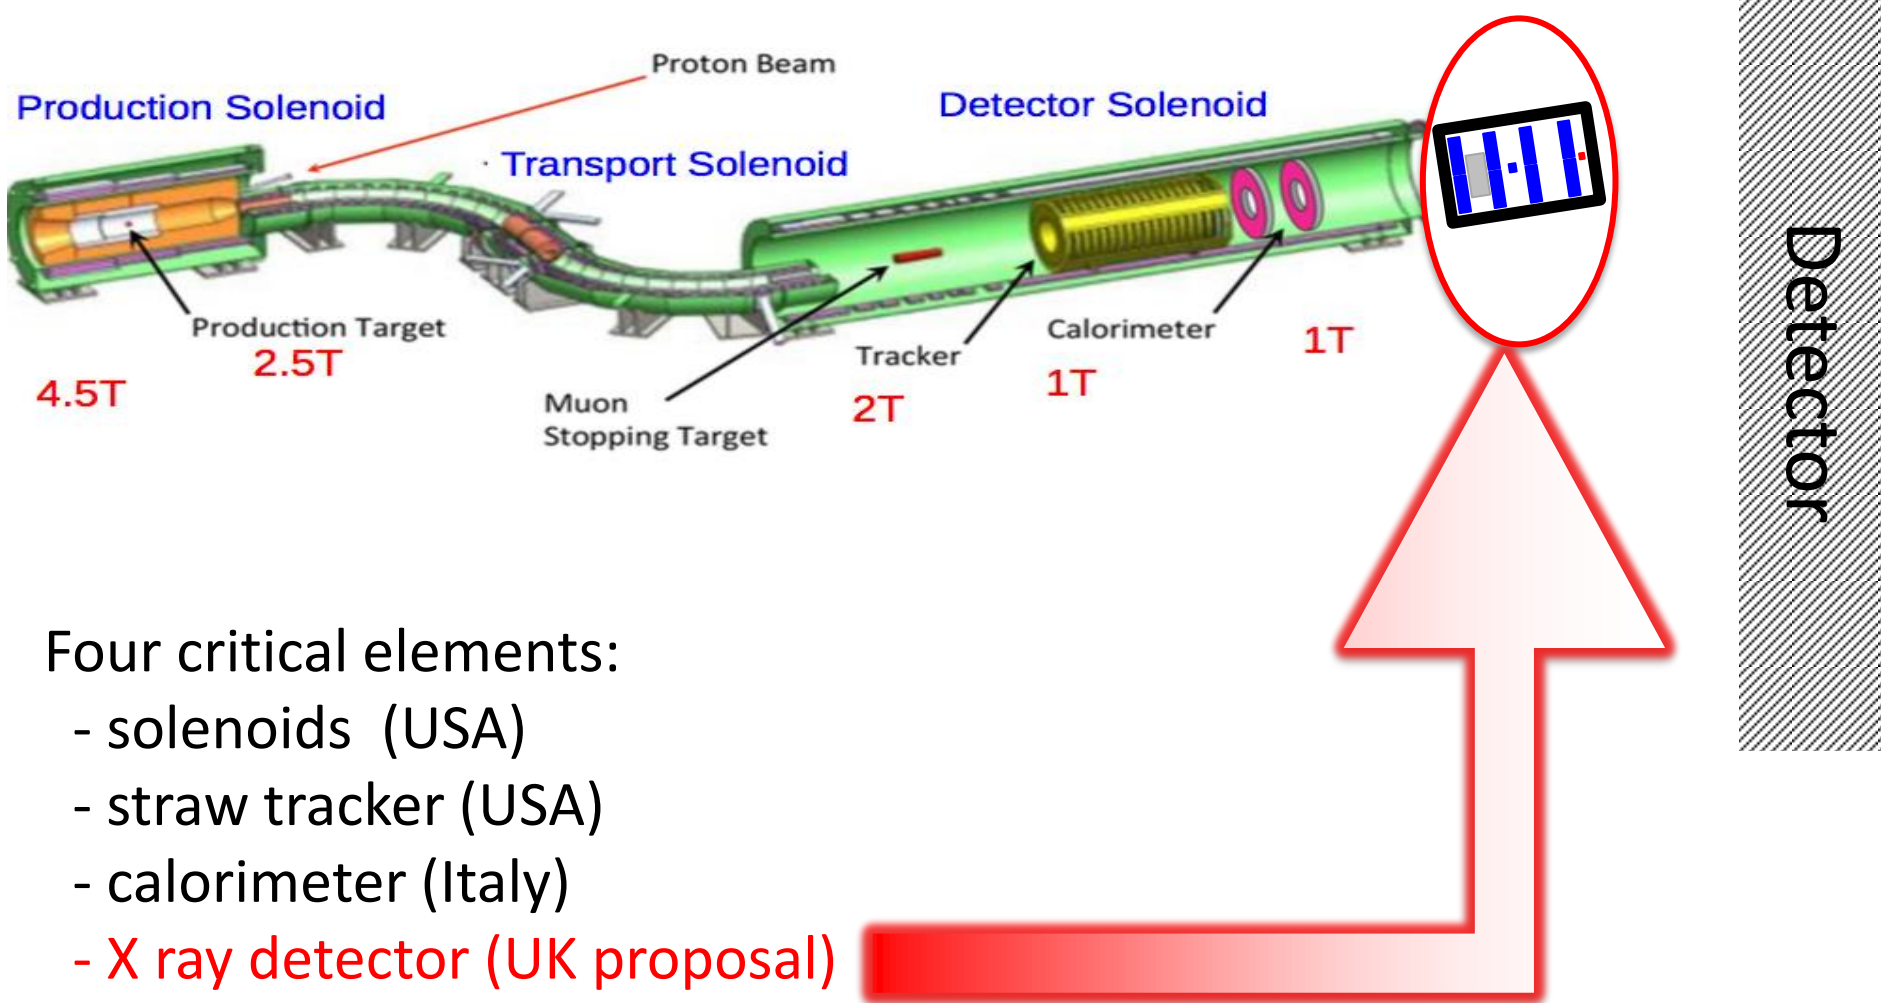 Proton Beam
Production Solenoid
Detector Solenoid
Transport Solenoid
Production Target
2.5T
4.5T
Muon
Stopping Target
Tracker
Calorimeter
2T
1T
1T
Detector
Four critical elements:
- solenoids (USA)
- straw tracker (USA)
- calorimeter (Italy)
- X ray detector (UK proposal)